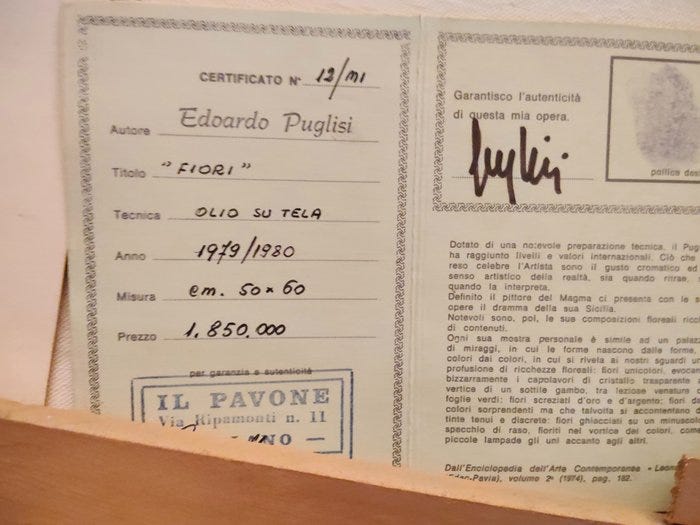 CERTIFICATO N° 12/MI
Autore Edoardo Puglisi
Titolo "FIORI"
Tecnica OLIO SU TELA
Anno 1979/1980
Misura cm. 50×60
Prezzo 1.850.000
per garanzia e autenticità
IL PAVONE
Via Ripamonti n. 11
Garantisco l'autenticità
di questa mia opera.
Puglisi
pollice
Dotato di una notevole preparazione tecnica, il
ha raggiunto livelli e valori internazionali. Ciò che
reso celebre l'Artista sono il gusto cromatico ed
senso artistico della realtà, sia quando ritrae,
quando la interpreta.
Definito il pittore del Magma ci presenta con le
opere il dramma della sua Sicilia.
Notevoli sono, poi, le sue composizioni floreali
di contenuti.
Ogni sua mostra personale è simile ad un
di miraggi, in cui le forme nascono dalle forme,
colori dai colori, in cui si rivela ai nostri sguardi
profusione di ricchezze floreali: fiori unicolori,
bizzarramente i capolavori di cristallo trasparente
vertice di un sottile gambo, tra leziose venature
foglie verdi: fiori screziati d'oro e d'argento; fiori
colori sorprendenti ma che talvolta si accontentano
tinte tenui e discrete: fiori ghiacciati su un minuscolo
specchio di raso, fioriti nel vortice dei colori, come
piccole lampade gli uni accanto agli altri.
Dall'Enciclopedia dell'Arte Contemporanea
volume 2° (1974), pag. 182.